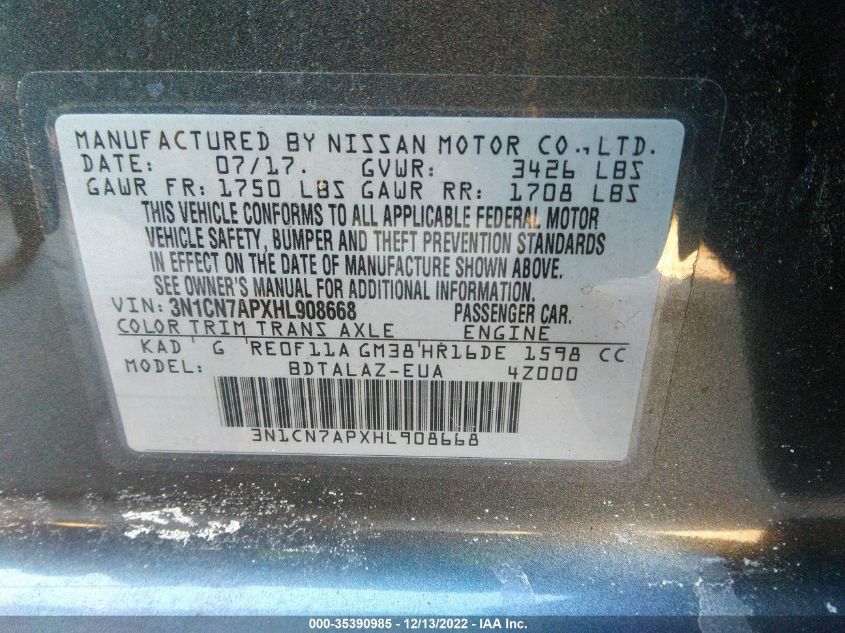 MANUFACTURED BY NISSAN MOTOR CO.,LTD.
DATE: 07/17. GVWR: 3426 LBS
GAWR FR: 1750 LBS GAWR RR: 1708 LBS
THIS VEHICLE CONFORMS TO ALL APPLICABLE FEDERAL MOTOR
VEHICLE SAFETY, BUMPER AND THEFT PREVENTION STANDARDS
IN EFFECT ON THE DATE OF MANUFACTURE SHOWN ABOVE.
SEE OWNER'S MANUAL FOR ADDITIONAL INFORMATION.
VIN: 3N1CN7APXHL908668 PASSENGER CAR.
COLOR TRIM TRANS AXLE ENGINE
KAD G RE0F11A GM38 HR16DE 1598 CC
MODEL: BDTALAZ-EUA 4Z000
3N1CN7APXHL908668
000-35390985 - 12/13/2022 - IAA Inc.